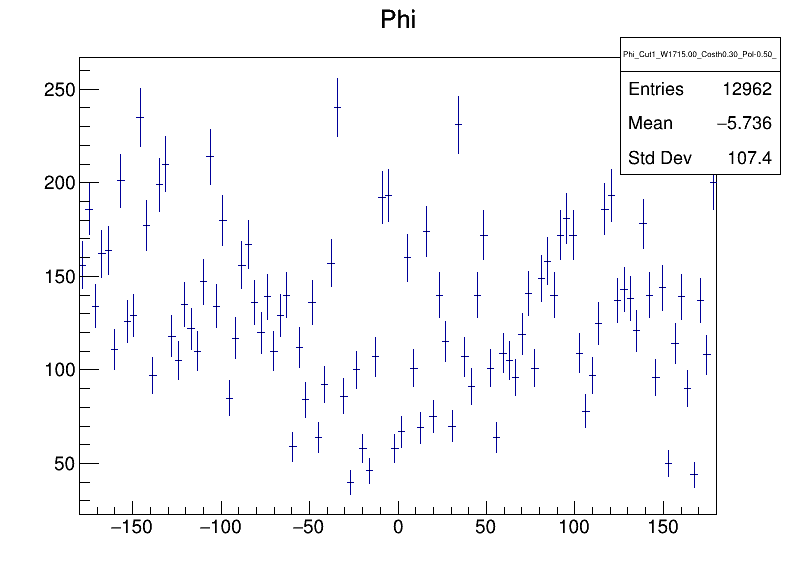 Phi
Phi_Cut1_W1715.00_Costh0.30_Pol-0.50_
Entries 12962
Mean −5.736
Std Dev 107.4
250
200
150
100
50
−150 −100 −50 0 50 100 150